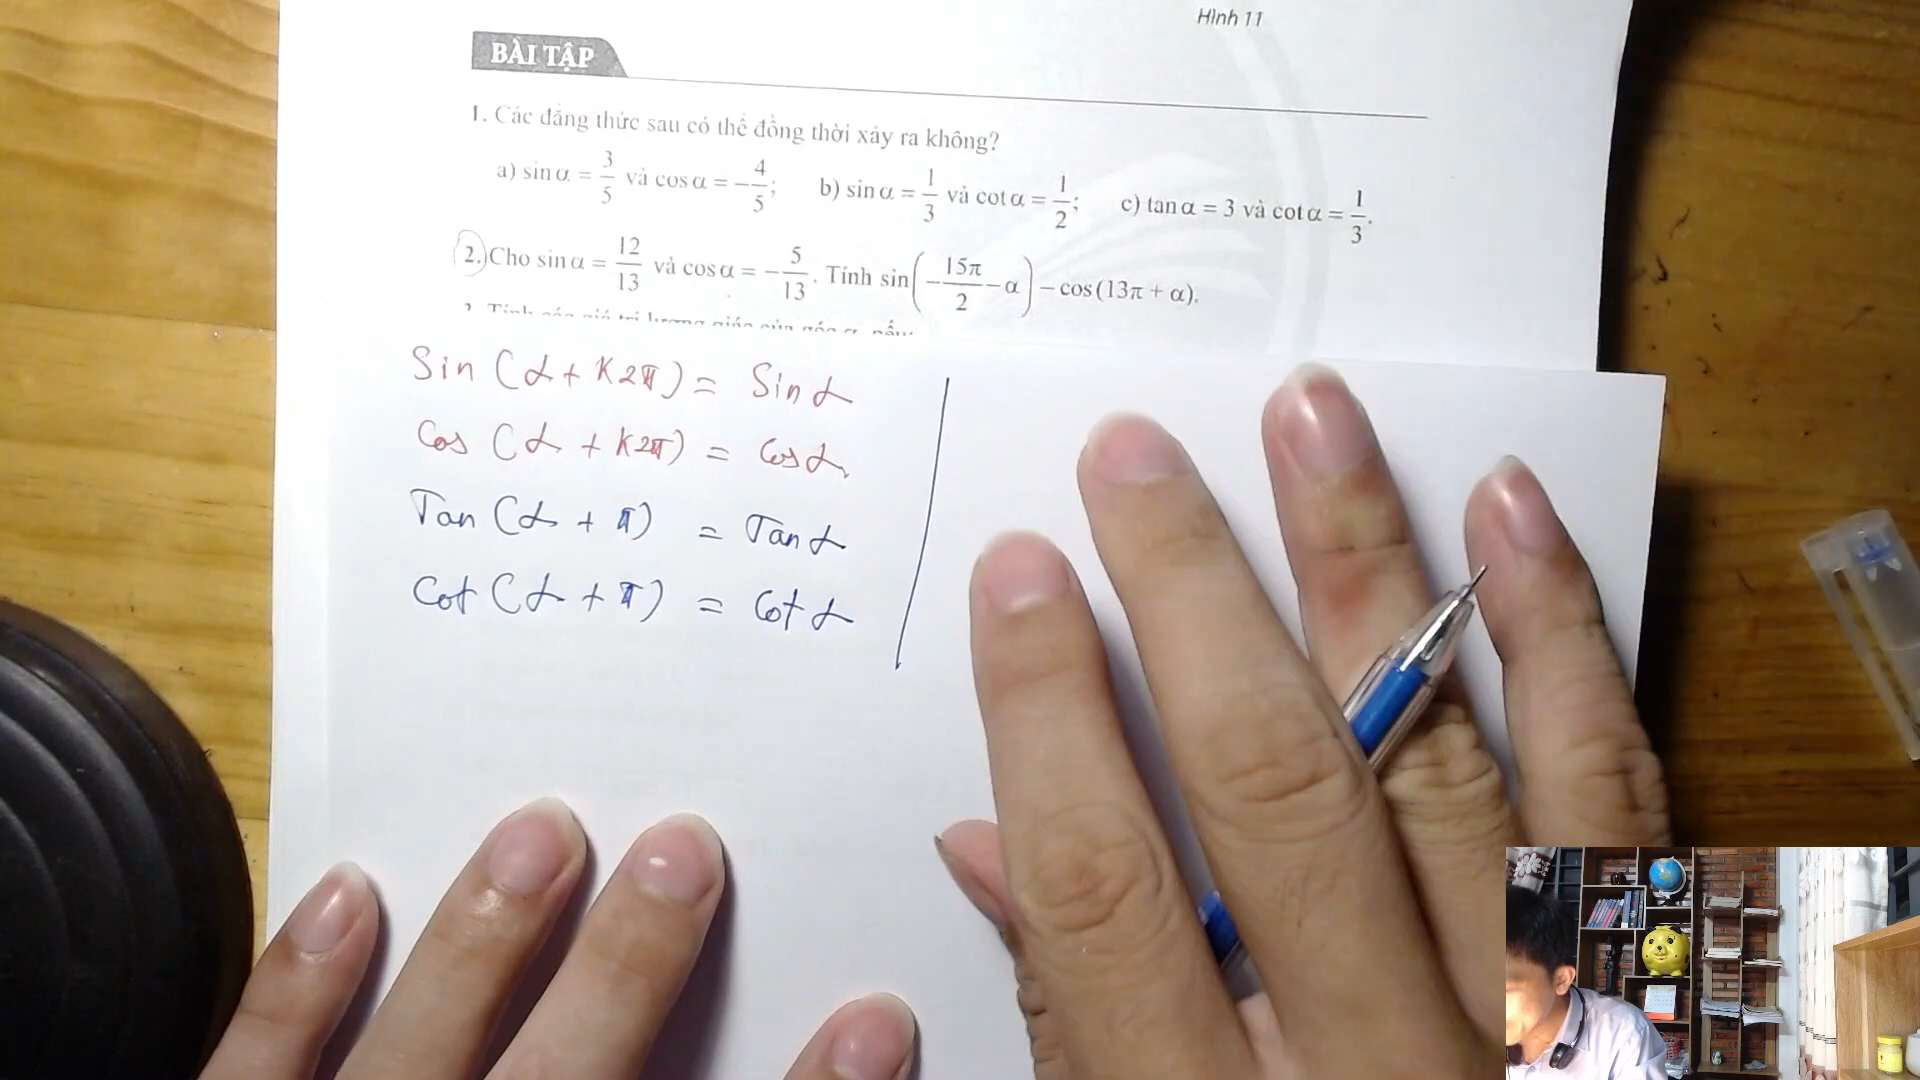 Hình 11
BÀI TẬP
1. Các đẳng thức sau có thể đồng thời xảy ra không?
a) sin α = 3/5 và cos α = −4/5; b) sin α = 1/3 và cot α = 1/2; c) tan α = 3 và cot α = 1/3.
2. Cho sin α = 12/13 và cos α = −5/13. Tính sin(−15π/2 − α) − cos(13π + α).
Sin (α + K2π) = Sin α
Cos (α + K2π) = Cos α
Tan (α + π) = Tan α
Cot (α + π) = Cot α